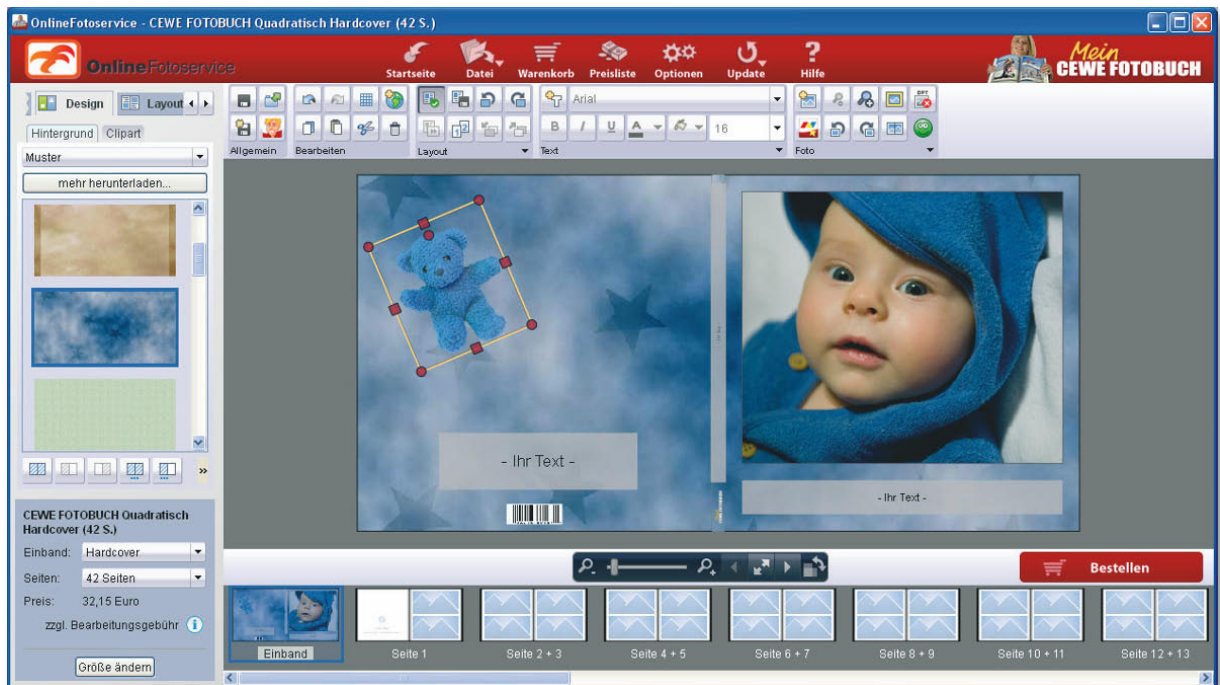 OnlineFotoservice - CEWE FOTOBUCH Quadratisch Hardcover (42 S.)
OnlineFotoservice
Startseite
Datei
Warenkorb
Preisliste
Optionen
Update
Hilfe
Mein
CEWE FOTOBUCH
Design
Layout
Hintergrund
Clipart
Muster
mehr herunterladen...
Arial
B I U A
16
Allgemein
Bearbeiten
Layout
Text
Foto
- Ihr Text -
- Ihr Text -
CEWE FOTOBUCH Quadratisch
Hardcover (42 S.)
Einband: Hardcover
Seiten: 42 Seiten
Preis: 32,15 Euro
zzgl. Bearbeitungsgebühr
Größe ändern
Bestellen
Einband
Seite 1
Seite 2 + 3
Seite 4 + 5
Seite 6 + 7
Seite 8 + 9
Seite 10 + 11
Seite 12 + 13